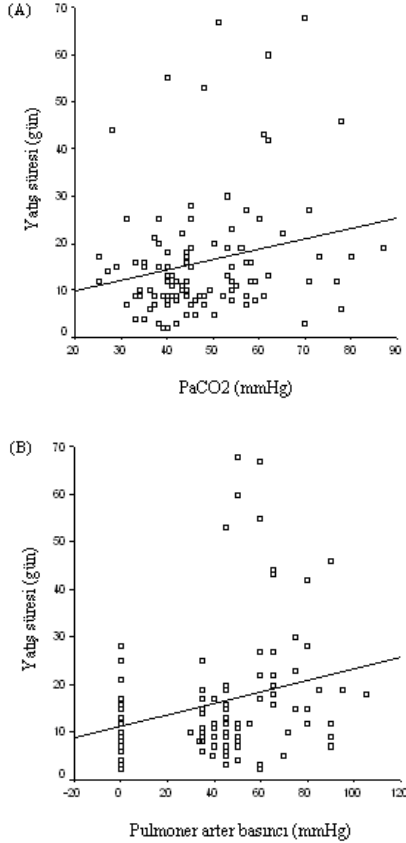 (A)
70
60
50
40
30
20
10
0
Yatış süresi (gün)
20 30 40 50 60 70 80 90
PaCO2 (mmHg)
(B)
70
60
50
40
30
20
10
0
Yatış süresi (gün)
-20 0 20 40 60 80 100 120
Pulmoner arter basıncı (mmHg)